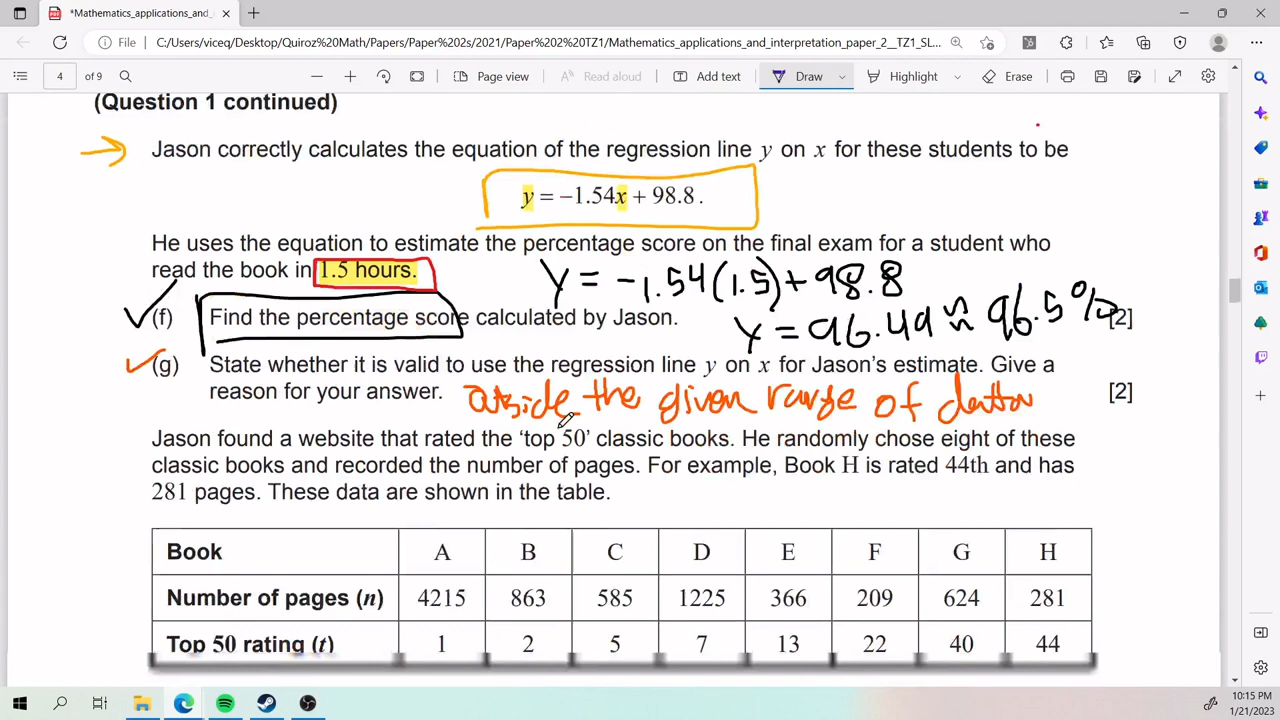 *Mathematics_applications_and_
File
C:/Users/viceq/Desktop/Quiroz%20Math/Papers/Paper%202s/2021/Paper%202%20TZ1/Mathematics_applications_and_interpretation_paper_2__TZ1_SL...
4 of 9
Page view
Read aloud
Add text
Draw
Highlight
Erase
(Question 1 continued)
Jason correctly calculates the equation of the regression line y on x for these students to be
y = −1.54x + 98.8 .
He uses the equation to estimate the percentage score on the final exam for a student who
read the book in 1.5 hours.
y = -1.54(1.5)+98.8
(f) Find the percentage score calculated by Jason. [2]
y = 96.49 ≈ 96.5%
(g) State whether it is valid to use the regression line y on x for Jason's estimate. Give a
reason for your answer. [2]
outside the given range of data
Jason found a website that rated the 'top 50' classic books. He randomly chose eight of these
classic books and recorded the number of pages. For example, Book H is rated 44th and has
281 pages. These data are shown in the table.
Book A B C D E F G H
Number of pages (n) 4215 863 585 1225 366 209 624 281
Top 50 rating (t) 1 2 5 7 13 22 40 44
10:15 PM
1/21/2023